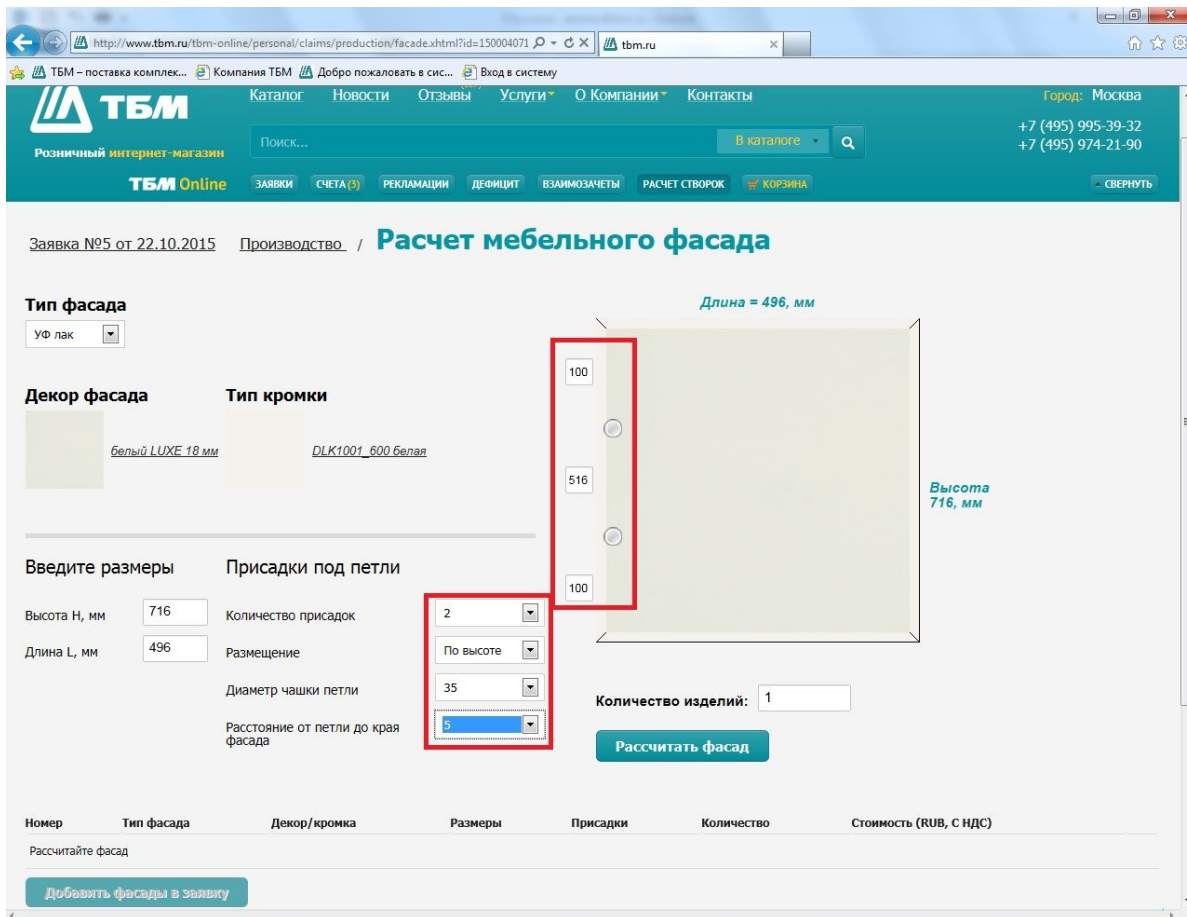 http://www.tbm.ru/tbm-online/personal/claims/production/facade.xhtml?id=150004071
tbm.ru
ТБМ – поставка комплек... Компания ТБМ Добро пожаловать в сис... Вход в систему
ТБМ
Каталог Новости Отзывы Услуги О Компании Контакты
Город: Москва
+7 (495) 995-39-32
+7 (495) 974-21-90
Розничный интернет-магазин
Поиск...
В каталоге
ТБМ Online
ЗАЯВКИ СЧЕТА (3) РЕКЛАМАЦИИ ДЕФИЦИТ ВЗАИМОЗАЧЕТЫ РАСЧЕТ СТВОРОК КОРЗИНА
СВЕРНУТЬ
Заявка №5 от 22.10.2015 Производство / Расчет мебельного фасада
Тип фасада
УФ лак
Декор фасада Тип кромки
белый LUXE 18 мм DLK1001_600 белая
Введите размеры Присадки под петли
Высота H, мм 716 Количество присадок 2
Длина L, мм 496 Размещение По высоте
Диаметр чашки петли 35
Расстояние от петли до края
фасада 5
Длина = 496, мм
100
516
100
Высота
716, мм
Количество изделий: 1
Рассчитать фасад
Номер Тип фасада Декор/кромка Размеры Присадки Количество Стоимость (RUB, С НДС)
Рассчитайте фасад
Добавить фасады в заявку